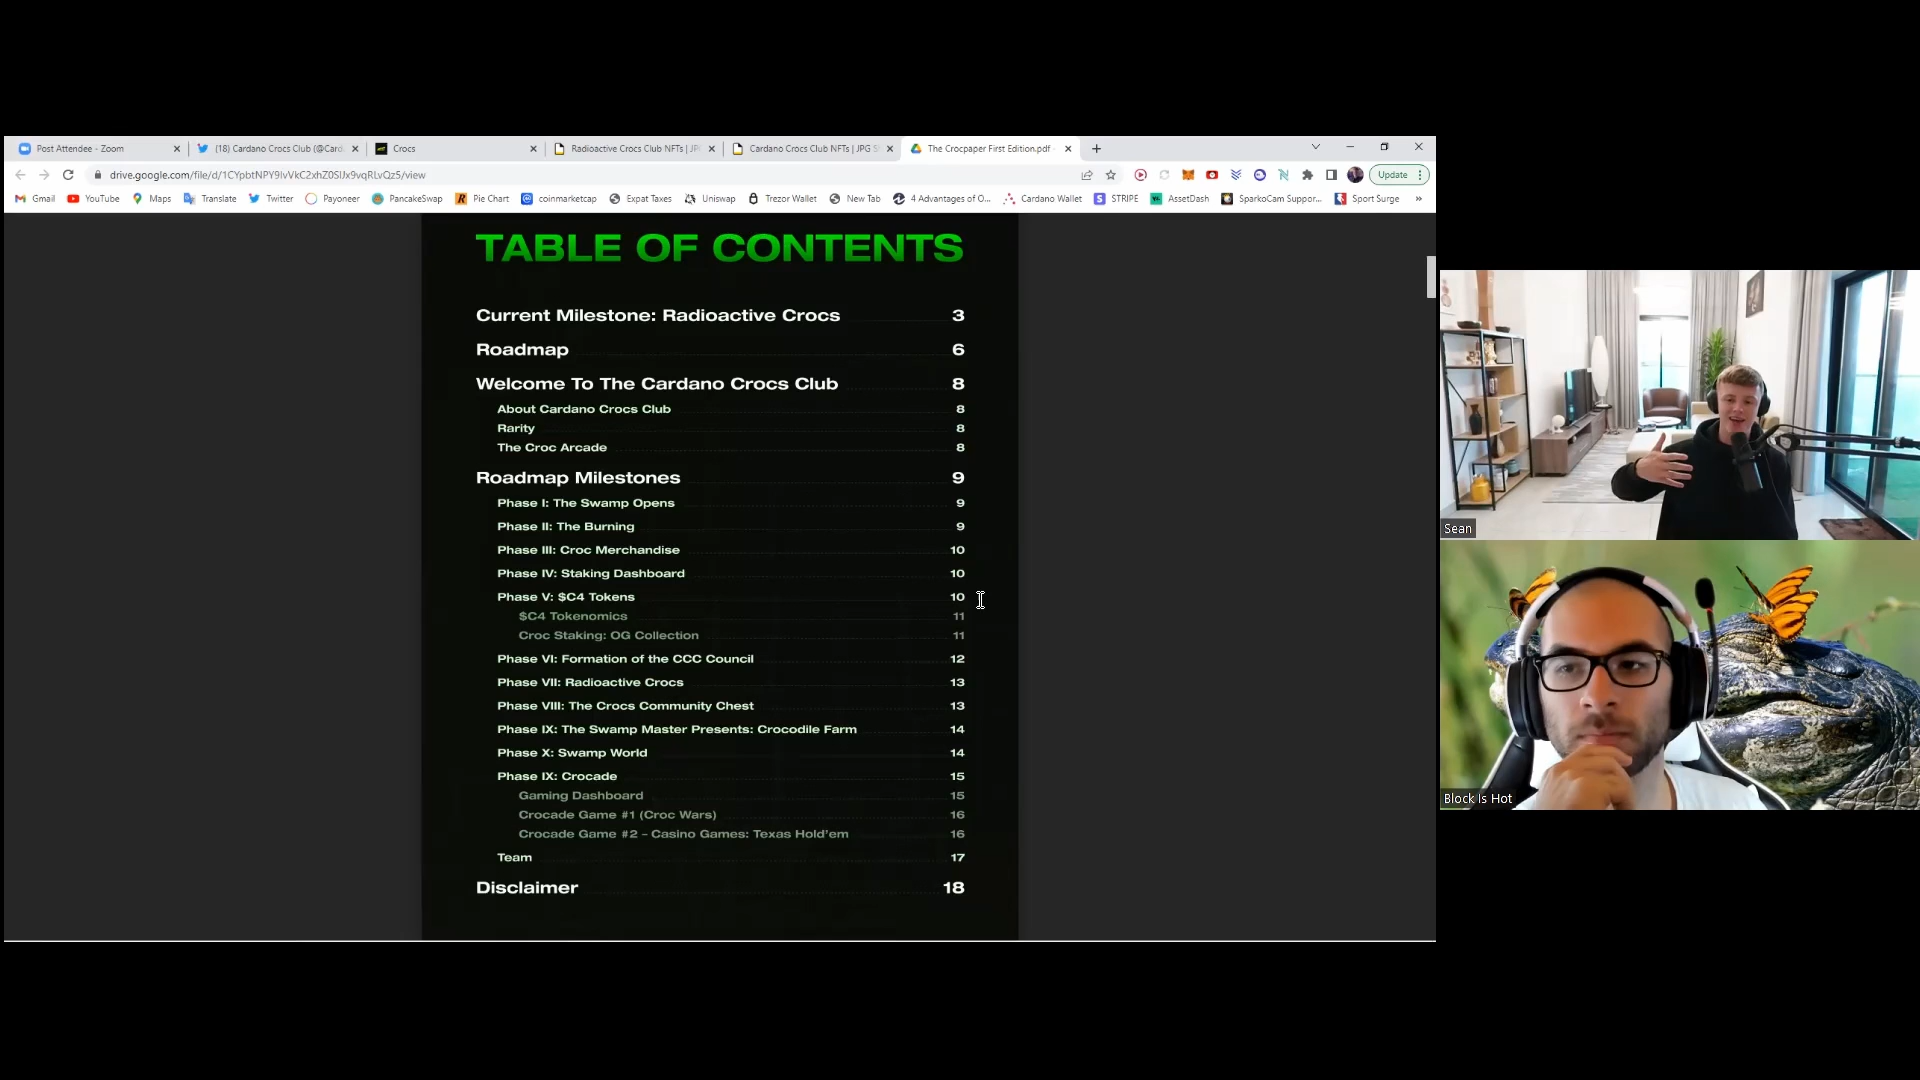 Post Attendee - Zoom
(18) Cardano Crocs Club (@Card
Crocs
Radioactive Crocs Club NFTs | JP
Cardano Crocs Club NFTs | JPG S
The Crocpaper First Edition.pdf
Update
Gmail
YouTube
Maps
Translate
Twitter
Payoneer
PancakeSwap
Pie Chart
coinmarketcap
Expat Taxes
Uniswap
Trezor Wallet
New Tab
4 Advantages of O...
Cardano Wallet
STRIPE
AssetDash
SparkoCam Suppor...
Sport Surge
TABLE OF CONTENTS
Current Milestone: Radioactive Crocs 3
Roadmap 6
Welcome To The Cardano Crocs Club 8
About Cardano Crocs Club 8
Rarity 8
The Croc Arcade 8
Roadmap Milestones 9
Phase I: The Swamp Opens 9
Phase II: The Burning 9
Phase III: Croc Merchandise 10
Phase IV: Staking Dashboard 10
Phase V: $C4 Tokens 10
$C4 Tokenomics 11
Croc Staking: OG Collection 11
Phase VI: Formation of the CCC Council 12
Phase VII: Radioactive Crocs 13
Phase VIII: The Crocs Community Chest 13
Phase IX: The Swamp Master Presents: Crocodile Farm 14
Phase X: Swamp World 14
Phase IX: Crocade 15
Gaming Dashboard 15
Crocade Game #1 (Croc Wars) 16
Crocade Game #2 – Casino Games: Texas Hold'em 16
Team 17
Disclaimer 18
Sean
Block Is Hot